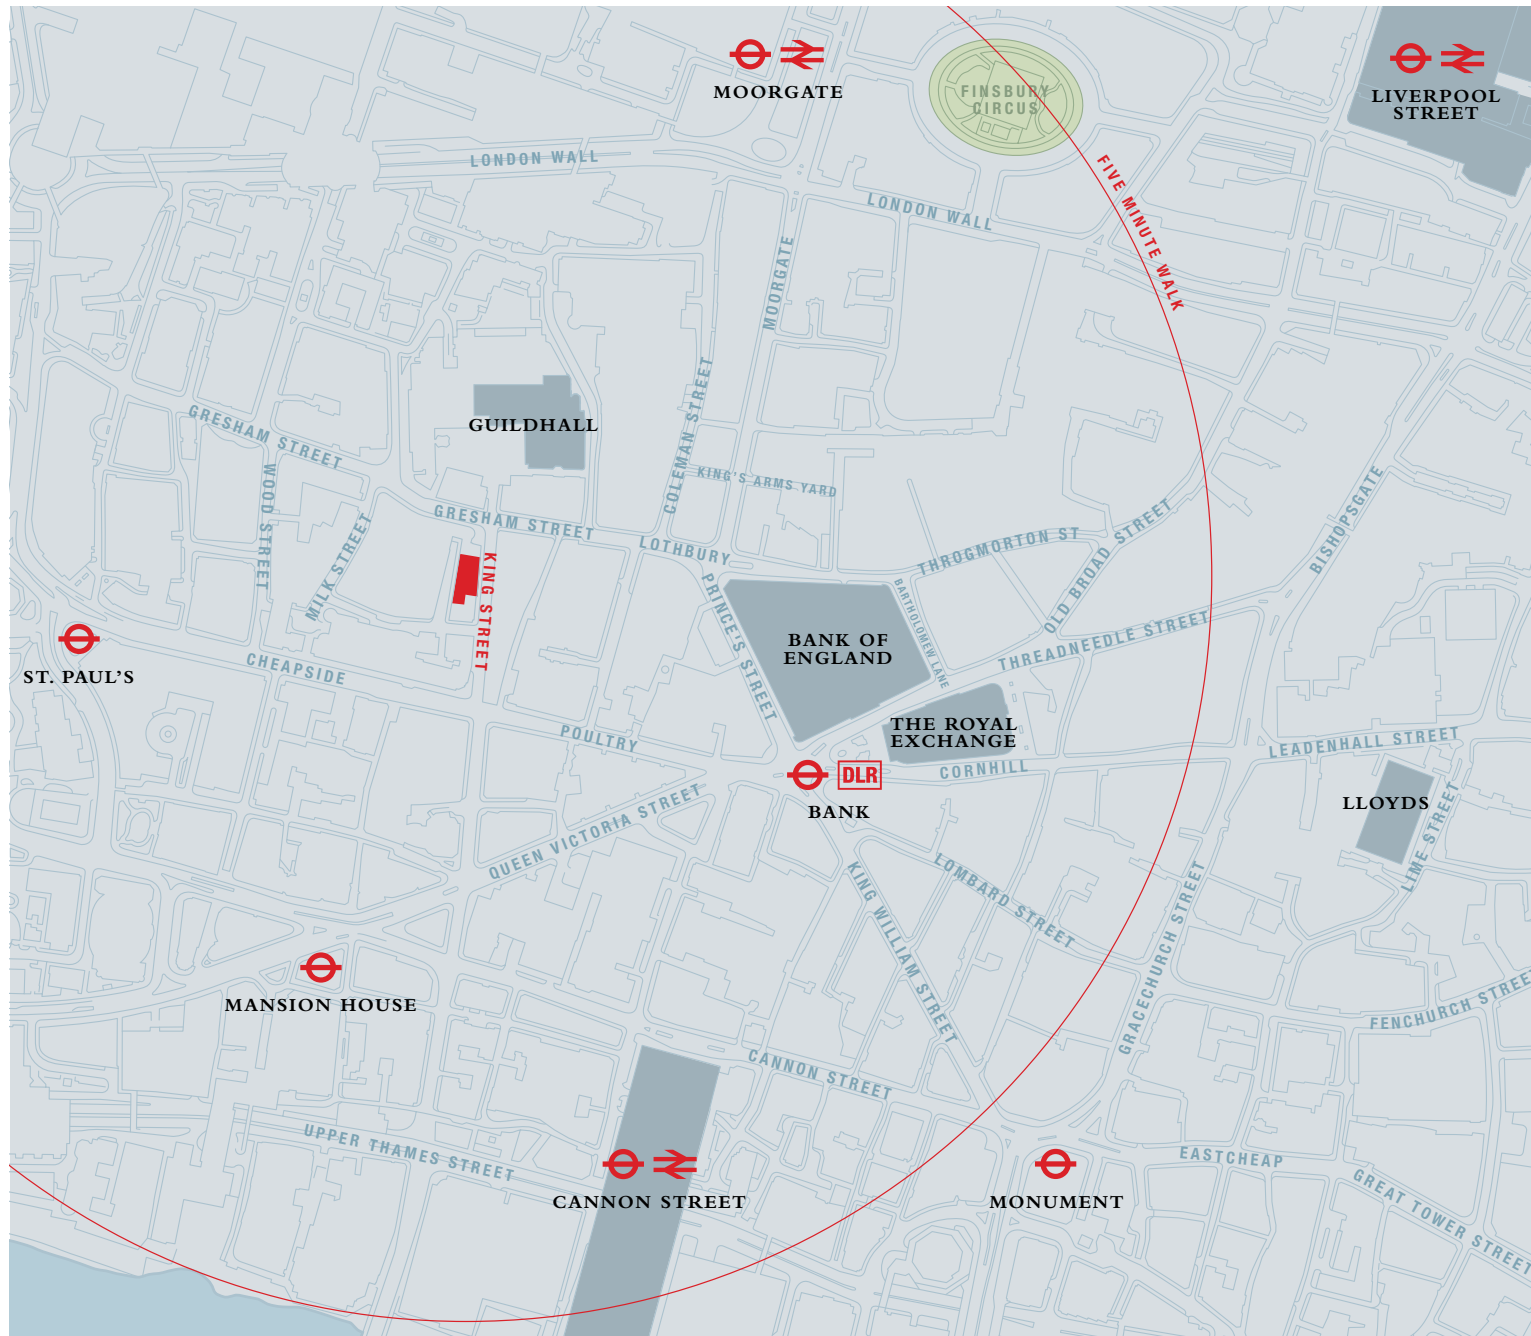 MOORGATE
FINSBURY
CIRCUS
LIVERPOOL
STREET
LONDON WALL
LONDON WALL
FIVE MINUTE WALK
MOORGATE
COLEMAN STREET
GUILDHALL
GRESHAM STREET
WOOD STREET
MILK STREET
KING'S ARMS YARD
GRESHAM STREET
LOTHBURY
THROGMORTON ST
OLD BROAD STREET
BISHOPSGATE
KING STREET
PRINCE'S STREET
BARTHOLOMEW LANE
BANK OF
ENGLAND
THREADNEEDLE STREET
ST. PAUL'S
CHEAPSIDE
THE ROYAL
EXCHANGE
POULTRY
CORNHILL
LEADENHALL STREET
DLR
BANK
LLOYDS
LIME STREET
QUEEN VICTORIA STREET
KING WILLIAM STREET
LOMBARD STREET
GRACECHURCH STREET
MANSION HOUSE
FENCHURCH STREE
CANNON STREET
UPPER THAMES STREET
CANNON STREET
MONUMENT
EASTCHEAP
GREAT TOWER STREET